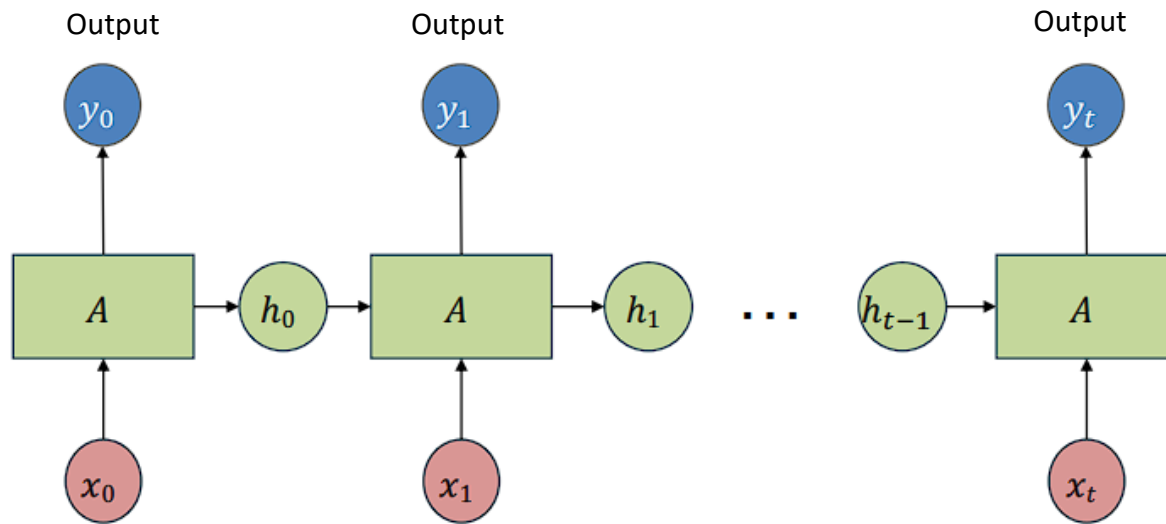 Output Output Output
y₀ y₁ yₜ
A h₀ A h₁ ... hₜ₋₁ A
x₀ x₁ xₜ